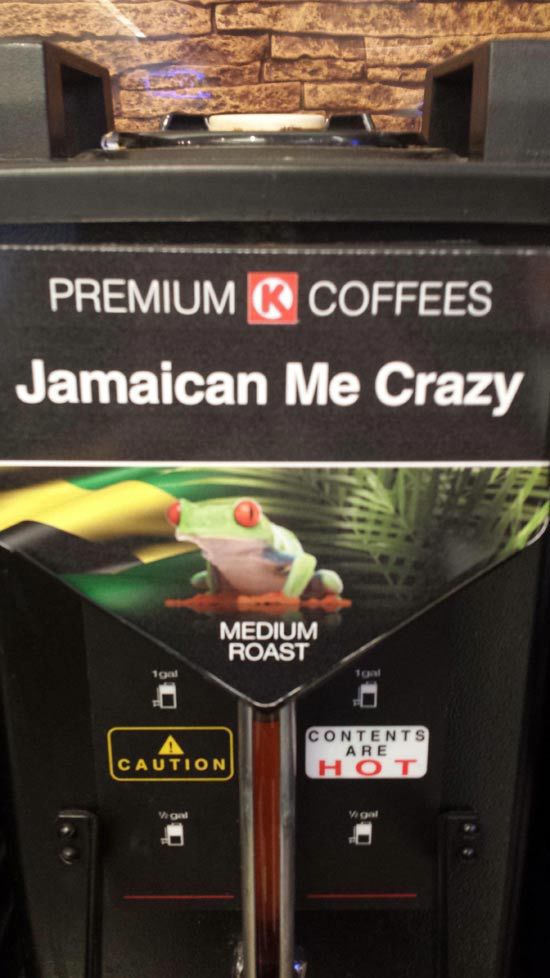 PREMIUM K COFFEES
Jamaican Me Crazy
MEDIUM
ROAST
1gal
1gal
CAUTION
CONTENTS
ARE
HOT
½ gal
½ gal